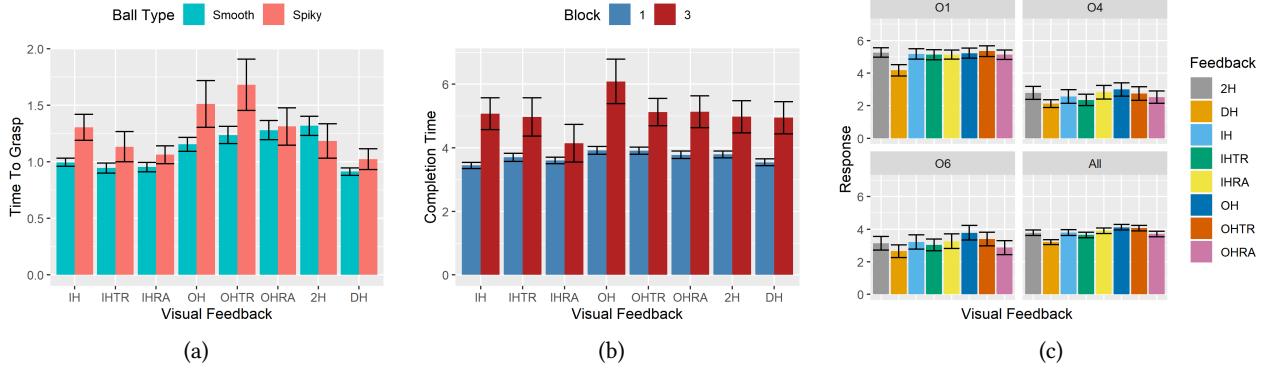 Ball Type Smooth Spiky
Time To Grasp
2.0
1.5
1.0
0.5
0.0
IH IHTR IHRA OH OHTR OHRA 2H DH
Visual Feedback
(a)
Block 1 3
Completion Time
6
4
2
0
IH IHTR IHRA OH OHTR OHRA 2H DH
Visual Feedback
(b)
O1 O4
6
4
2
0
Response
O6 All
6
4
2
0
Visual Feedback
Feedback
2H
DH
IH
IHTR
IHRA
OH
OHTR
OHRA
(c)